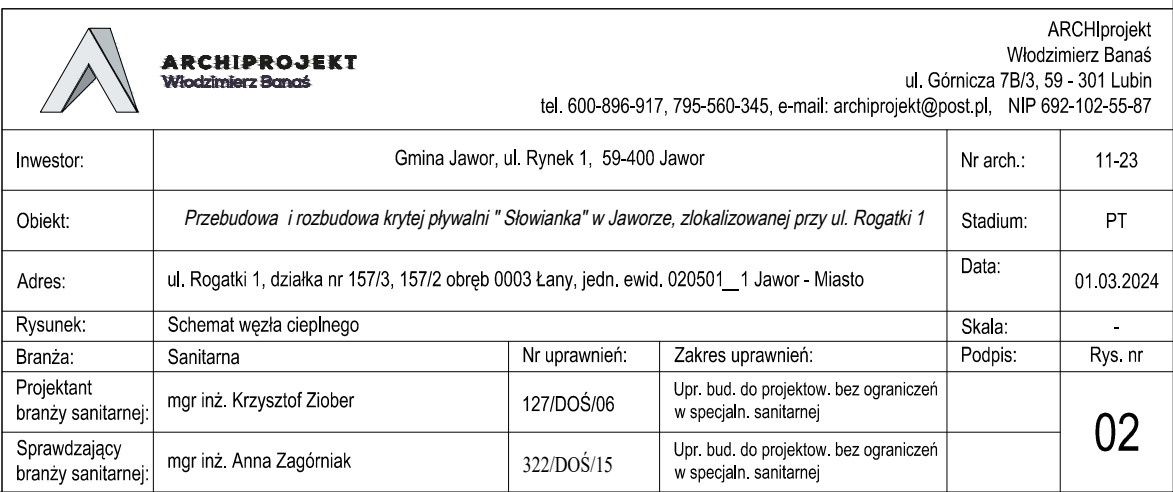 ARCHIPROJEKT
Włodzimierz Banaś
ARCHIprojekt
Włodzimierz Banaś
ul. Górnicza 7B/3, 59 - 301 Lubin
tel. 600-896-917, 795-560-345, e-mail: archiprojekt@post.pl, NIP 692-102-55-87
Inwestor: Gmina Jawor, ul. Rynek 1, 59-400 Jawor Nr arch.: 11-23
Obiekt: Przebudowa i rozbudowa krytej pływalni " Słowianka" w Jaworze, zlokalizowanej przy ul. Rogatki 1 Stadium: PT
Adres: ul. Rogatki 1, działka nr 157/3, 157/2 obręb 0003 Łany, jedn. ewid. 020501__1 Jawor - Miasto Data: 01.03.2024
Rysunek: Schemat węzła cieplnego Skala: -
Branża: Sanitarna Nr uprawnień: Zakres uprawnień: Podpis: Rys. nr
Projektant
branży sanitarnej: mgr inż. Krzysztof Ziober 127/DOŚ/06 Upr. bud. do projektow. bez ograniczeń
w specjaln. sanitarnej
02
Sprawdzający
branży sanitarnej: mgr inż. Anna Zagórniak 322/DOŚ/15 Upr. bud. do projektow. bez ograniczeń
w specjaln. sanitarnej